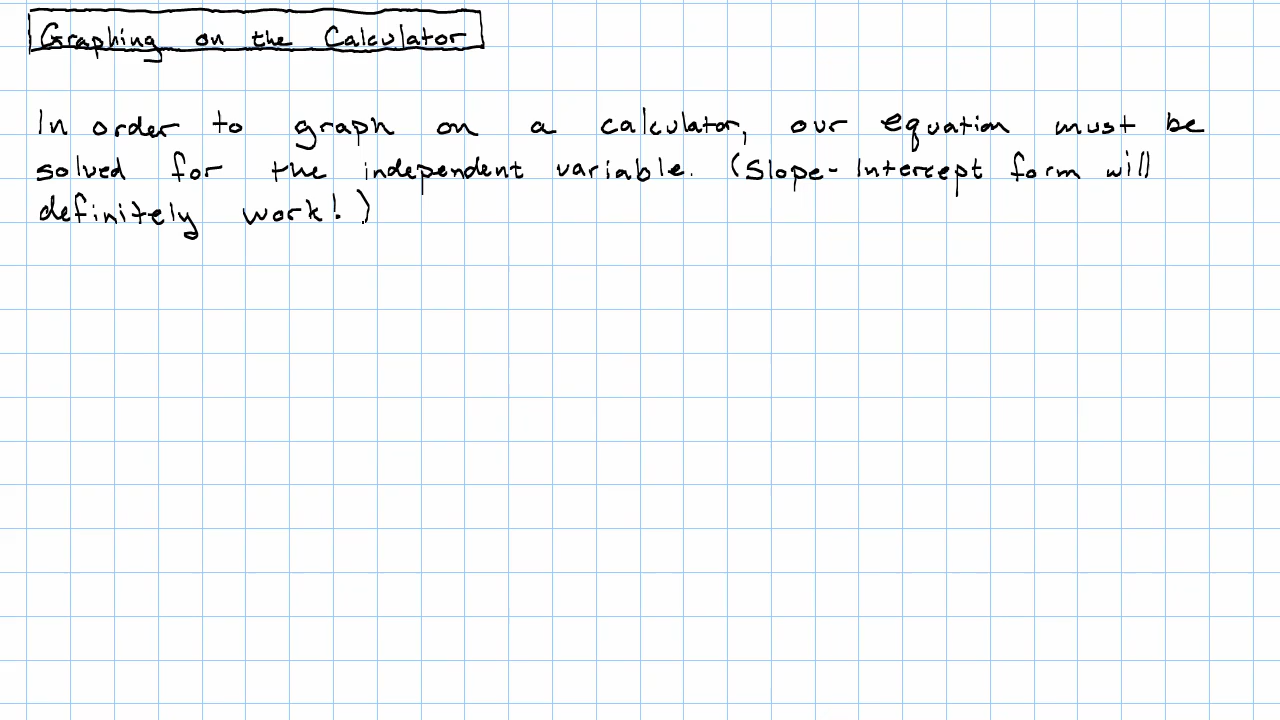 Graphing on the Calculator
In order to graph on a calculator, our equation must be
solved for the independent variable. (Slope-Intercept form will
definitely work!)